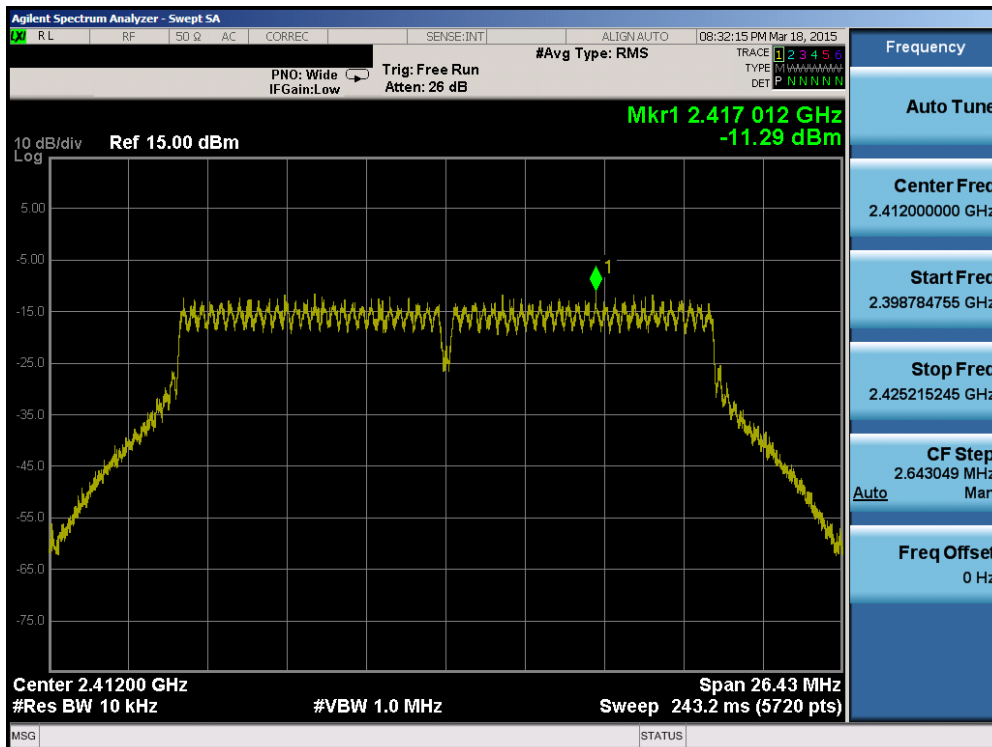 Agilent Spectrum Analyzer - Swept SA
LXI RL RF 50 Ω AC CORREC SENSE:INT ALIGNAUTO 08:32:15 PM Mar 18, 2015
PNO: Wide Trig: Free Run #Avg Type: RMS TRACE 1 2 3 4 5 6
IFGain:Low Atten: 26 dB TYPE M W W W W W
DET P N N N N N
Mkr1 2.417 012 GHz
-11.29 dBm
10 dB/div Ref 15.00 dBm
Log
5.00
-5.00
1
-15.0
-25.0
-35.0
-45.0
-55.0
-65.0
-75.0
Center 2.41200 GHz Span 26.43 MHz
#Res BW 10 kHz #VBW 1.0 MHz Sweep 243.2 ms (5720 pts)
MSG STATUS
Frequency
Auto Tune
Center Freq
2.412000000 GHz
Start Freq
2.398784755 GHz
Stop Freq
2.425215245 GHz
CF Step
2.643049 MHz
Auto Man
Freq Offset
0 Hz